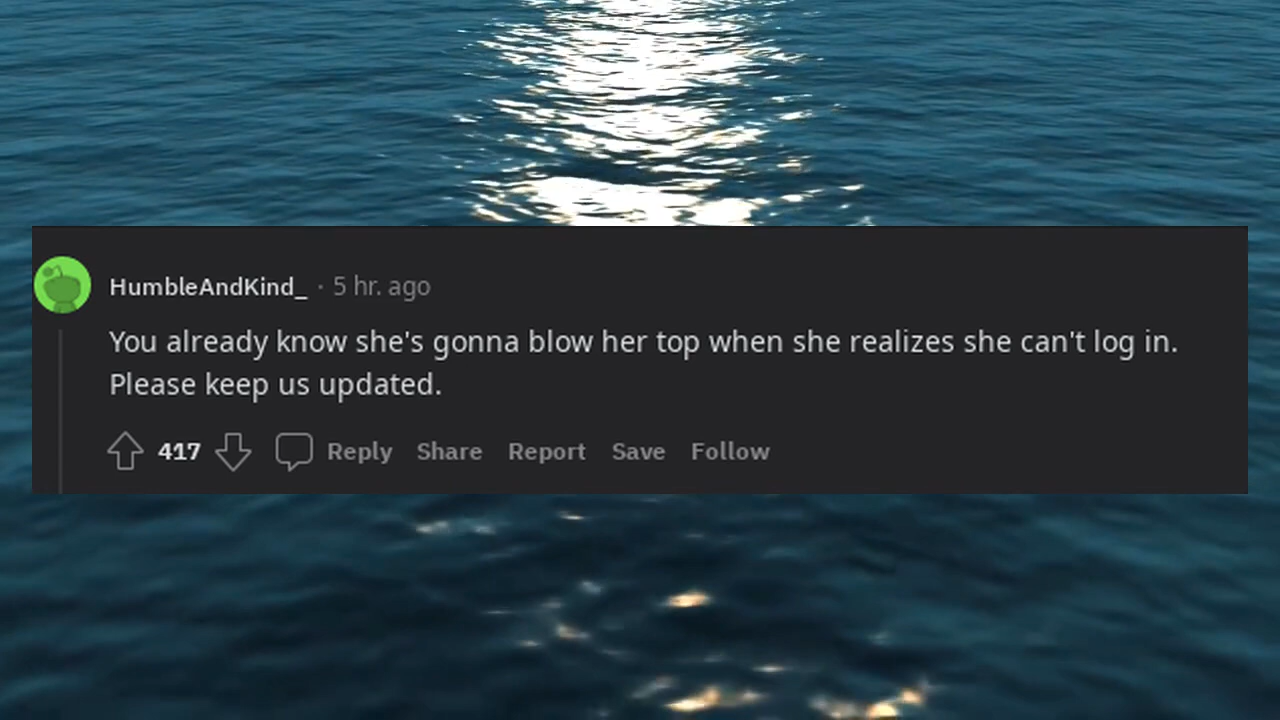 HumbleAndKind_ · 5 hr. ago
You already know she's gonna blow her top when she realizes she can't log in.
Please keep us updated.
417 Reply Share Report Save Follow